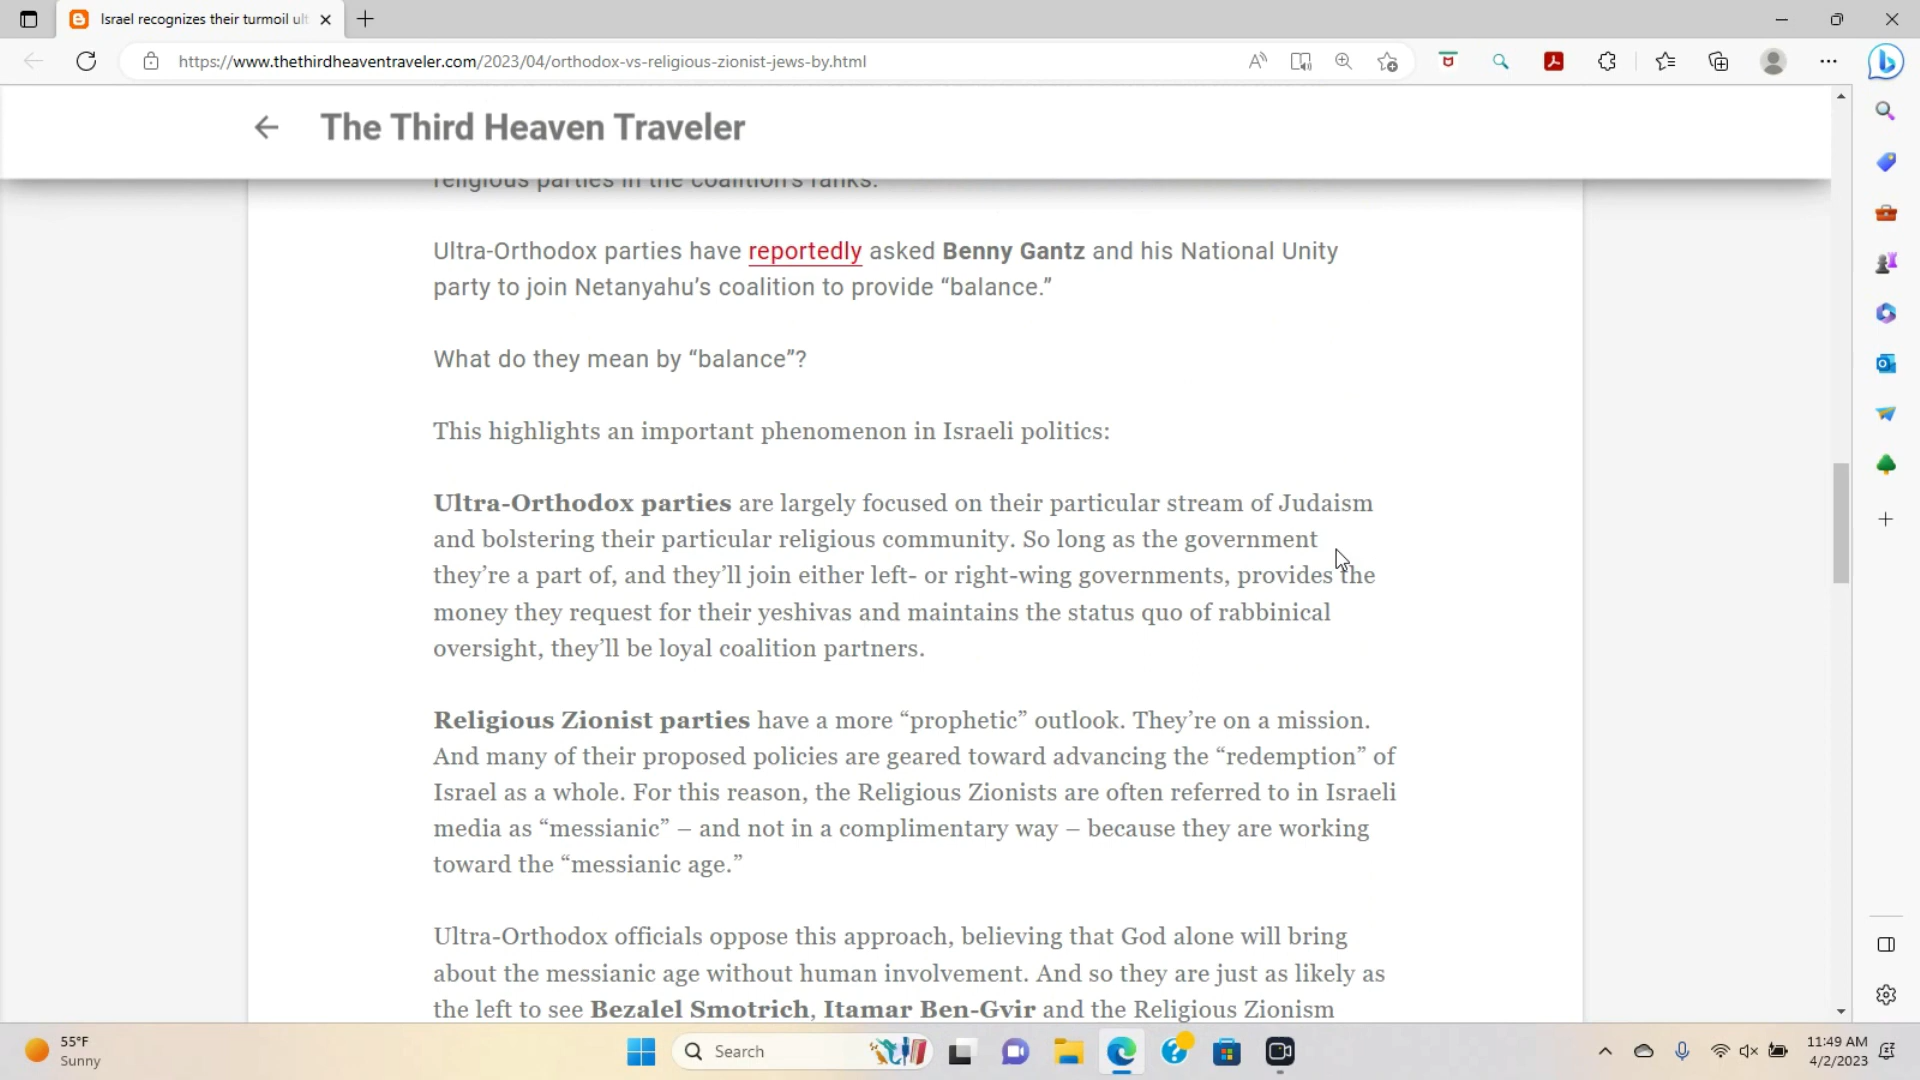 Israel recognizes their turmoil ult
https://www.thethirdheaventraveler.com/2023/04/orthodox-vs-religious-zionist-jews-by.html
The Third Heaven Traveler
religious parties in the coalition's ranks.
Ultra-Orthodox parties have reportedly asked Benny Gantz and his National Unity
party to join Netanyahu’s coalition to provide “balance.”
What do they mean by “balance”?
This highlights an important phenomenon in Israeli politics:
Ultra-Orthodox parties are largely focused on their particular stream of Judaism
and bolstering their particular religious community. So long as the government
they’re a part of, and they’ll join either left- or right-wing governments, provides the
money they request for their yeshivas and maintains the status quo of rabbinical
oversight, they’ll be loyal coalition partners.
Religious Zionist parties have a more “prophetic” outlook. They’re on a mission.
And many of their proposed policies are geared toward advancing the “redemption” of
Israel as a whole. For this reason, the Religious Zionists are often referred to in Israeli
media as “messianic” – and not in a complimentary way – because they are working
toward the “messianic age.”
Ultra-Orthodox officials oppose this approach, believing that God alone will bring
about the messianic age without human involvement. And so they are just as likely as
the left to see Bezalel Smotrich, Itamar Ben-Gvir and the Religious Zionism
55°F
Sunny
Search
11:49 AM
4/2/2023